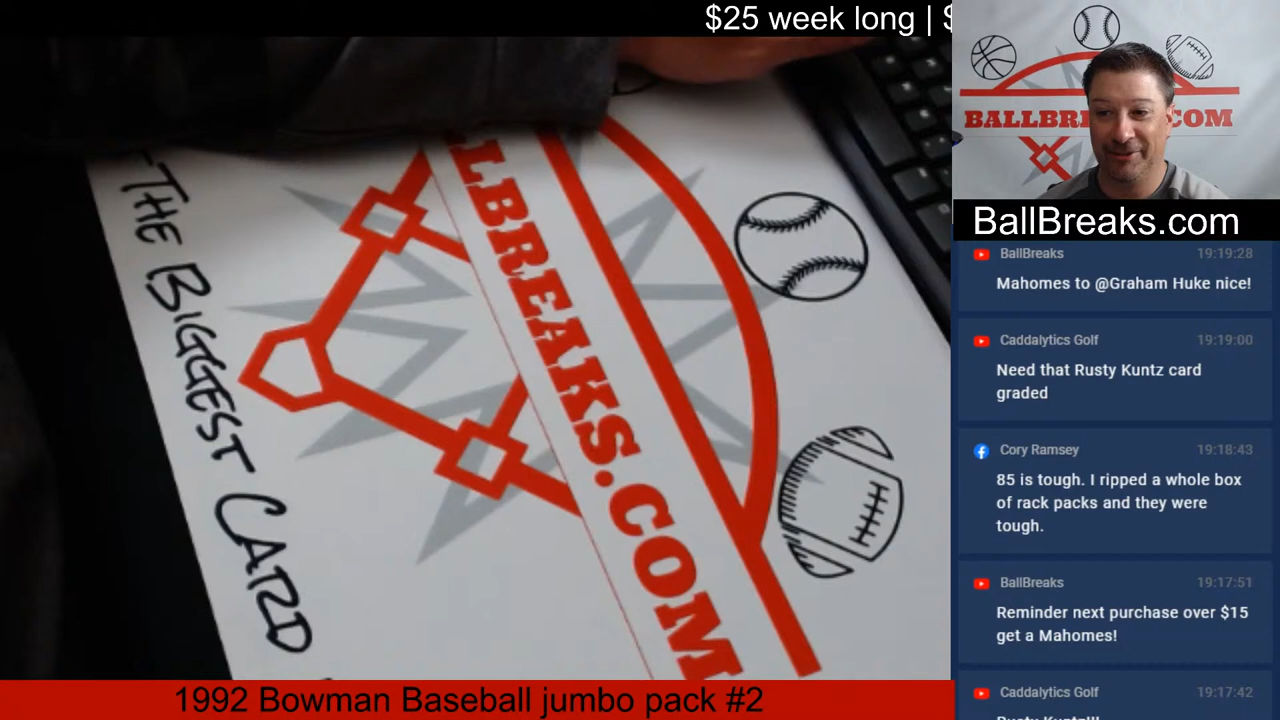 $25 week long |
BALLBRE .COM
BallBreaks.com
THE BIGGEST CARD
LBREAKS.COM
BallBreaks 19:19:28
Mahomes to @Graham Huke nice!
Caddalytics Golf 19:19:00
Need that Rusty Kuntz card
graded
Cory Ramsey 19:18:43
85 is tough. I ripped a whole box
of rack packs and they were
tough.
BallBreaks 19:17:51
Reminder next purchase over $15
get a Mahomes!
Caddalytics Golf 19:17:42
1992 Bowman Baseball jumbo pack #2